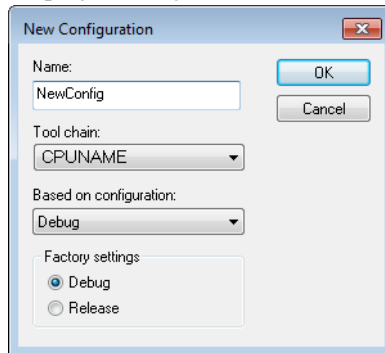 New Configuration
Name:
OK
NewConfig
Cancel
Tool chain:
CPUNAME
Based on configuration:
Debug
Factory settings
Debug
Release